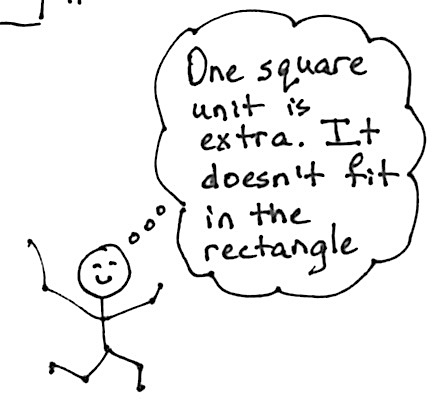 One square
unit is
extra. It
doesn't fit
in the
rectangle